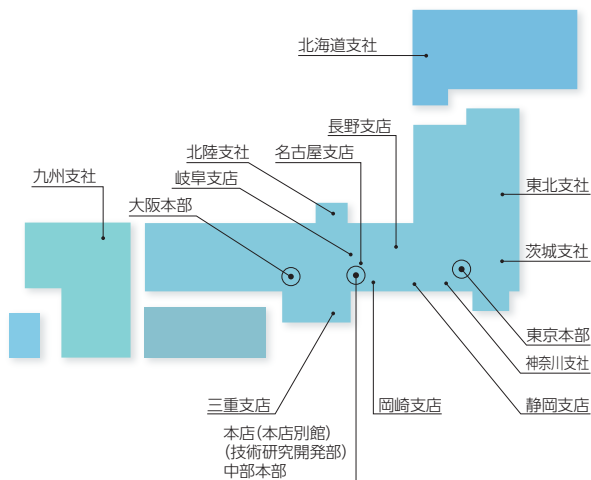 北海道支社
長野支店
北陸支社
名古屋支店
岐阜支店
九州支社
大阪本部
東北支社
茨城支社
東京本部
神奈川支社
三重支店
岡崎支店
静岡支店
本店(本店別館)
(技術研究開発部)
中部本部